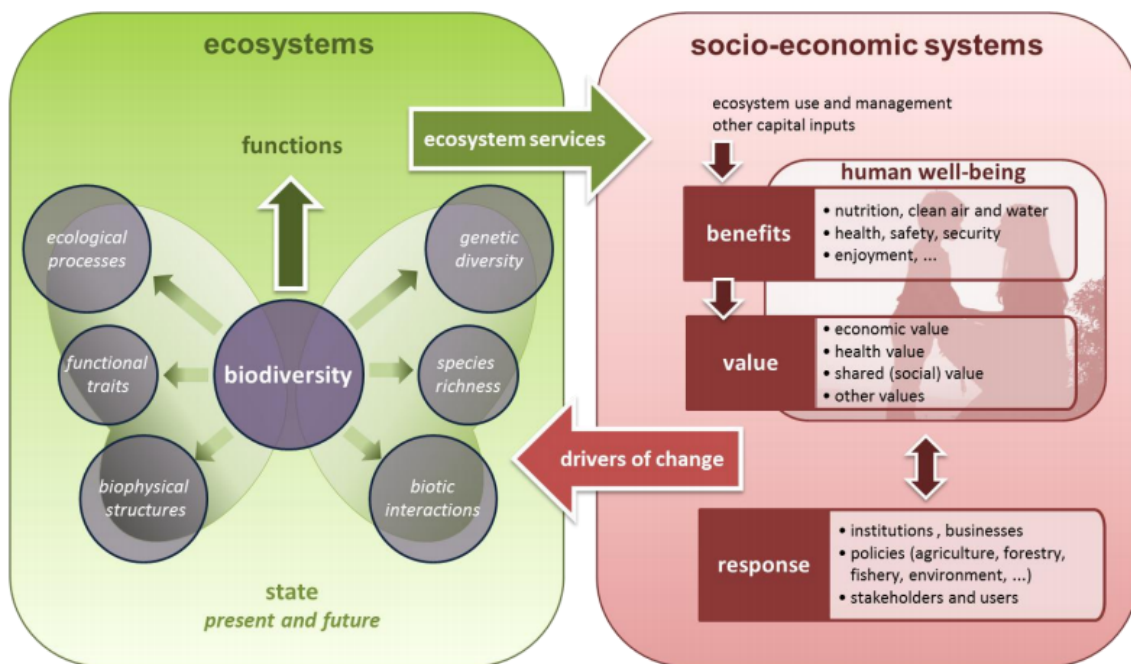 ecosystems
functions
ecological
processes
genetic
diversity
functional
traits
biodiversity
species
richness
biophysical
structures
biotic
interactions
state
present and future
ecosystem services
drivers of change
socio-economic systems
ecosystem use and management
other capital inputs
human well-being
benefits
• nutrition, clean air and water
• health, safety, security
• enjoyment, ...
value
• economic value
• health value
• shared (social) value
• other values
response
• institutions , businesses
• policies (agriculture, forestry,
fishery, environment, ...)
• stakeholders and users